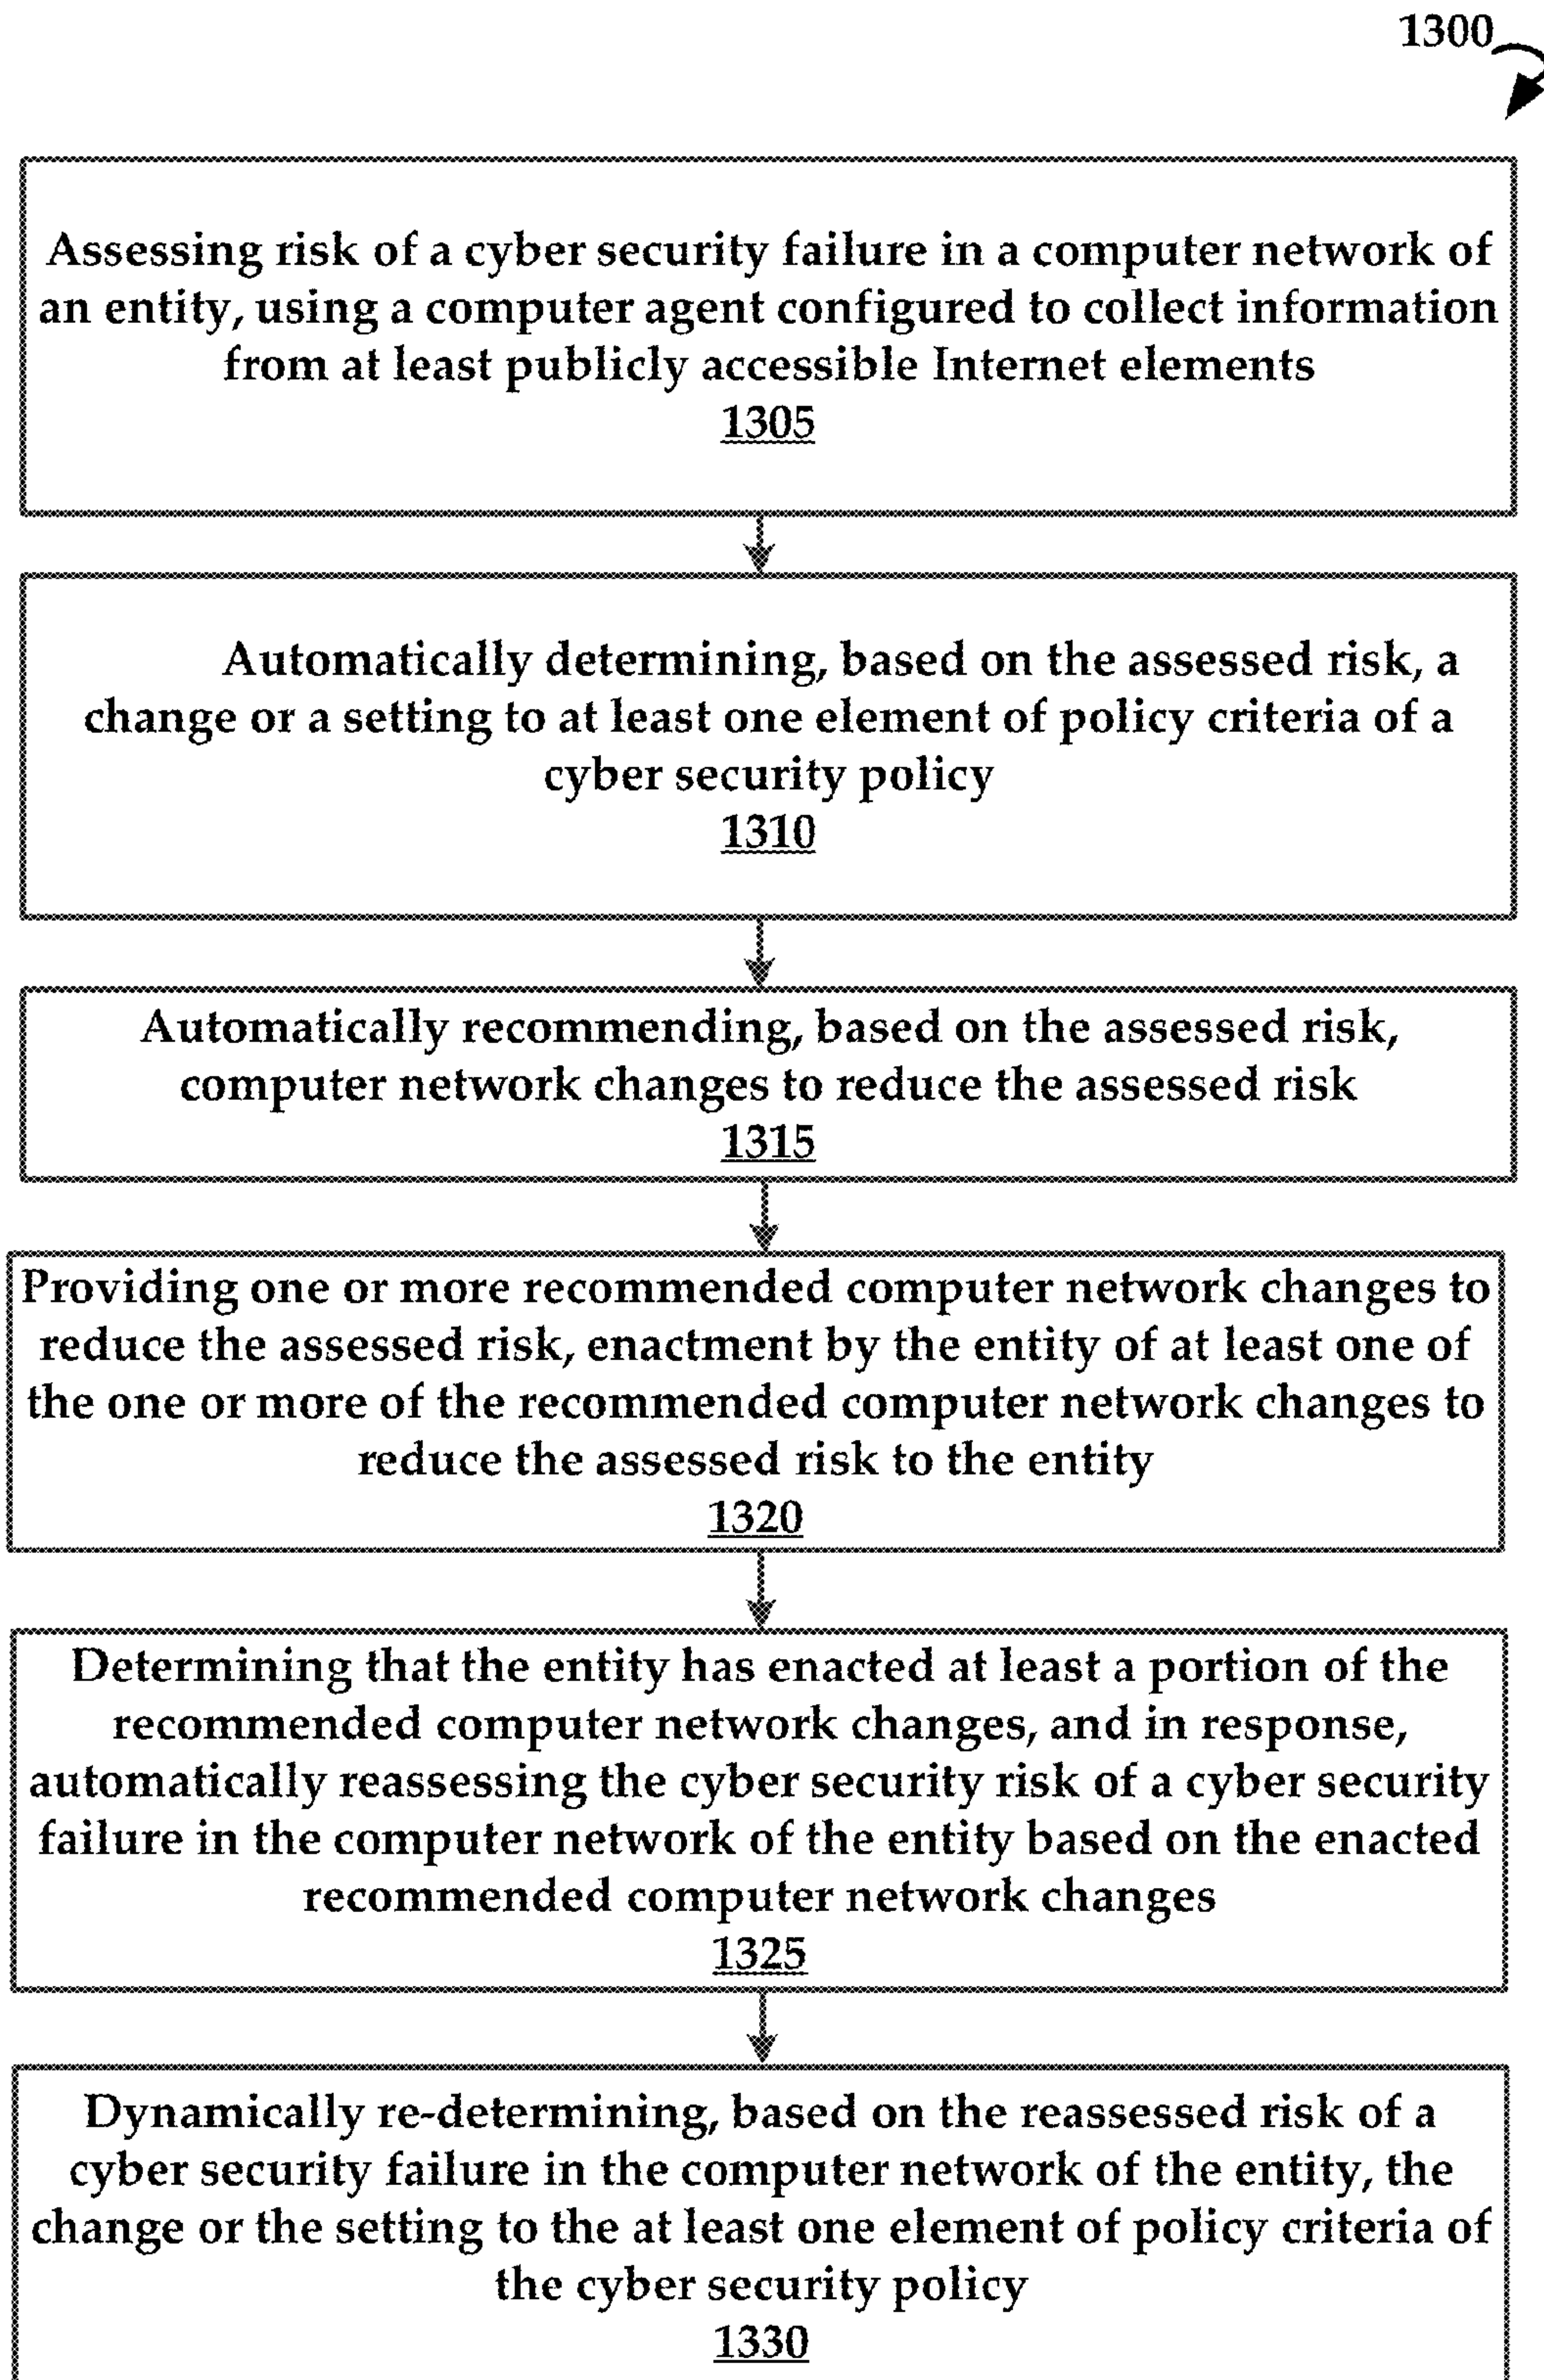 1300
Assessing risk of a cyber security failure in a computer network of
an entity, using a computer agent configured to collect information
from at least publicly accessible Internet elements
1305
Automatically determining, based on the assessed risk, a
change or a setting to at least one element of policy criteria of a
cyber security policy
1310
Automatically recommending, based on the assessed risk,
computer network changes to reduce the assessed risk
1315
Providing one or more recommended computer network changes to
reduce the assessed risk, enactment by the entity of at least one of
the one or more of the recommended computer network changes to
reduce the assessed risk to the entity
1320
Determining that the entity has enacted at least a portion of the
recommended computer network changes, and in response,
automatically reassessing the cyber security risk of a cyber security
failure in the computer network of the entity based on the enacted
recommended computer network changes
1325
Dynamically re-determining, based on the reassessed risk of a
cyber security failure in the computer network of the entity, the
change or the setting to the at least one element of policy criteria of
the cyber security policy
1330